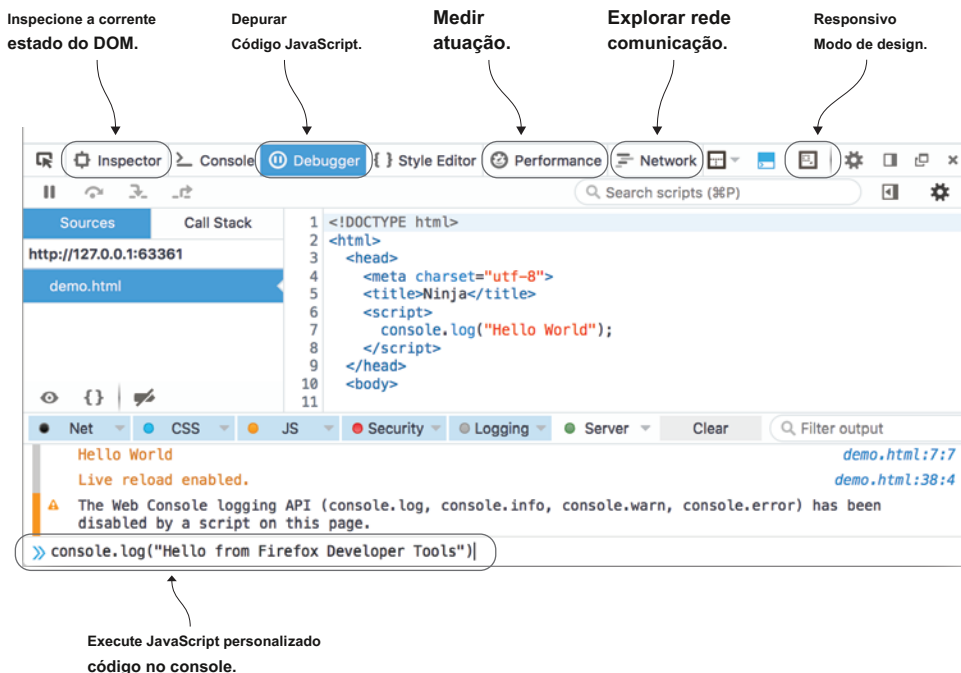 Inspecione a corrente
estado do DOM.
Depurar
Código JavaScript.
Medir
atuação.
Explorar rede
comunicação.
Responsivo
Modo de design.
Inspector Console Debugger { } Style Editor Performance Network
Search scripts (⌘P)
Sources Call Stack
http://127.0.0.1:63361
demo.html
1 <!DOCTYPE html>
2 <html>
3 <head>
4 <meta charset="utf-8">
5 <title>Ninja</title>
6 <script>
7 console.log("Hello World");
8 </script>
9 </head>
10 <body>
11
{}
Net CSS JS Security Logging Server Clear Filter output
Hello World demo.html:7:7
Live reload enabled. demo.html:38:4
The Web Console logging API (console.log, console.info, console.warn, console.error) has been
disabled by a script on this page.
» console.log("Hello from Firefox Developer Tools")
Execute JavaScript personalizado
código no console.